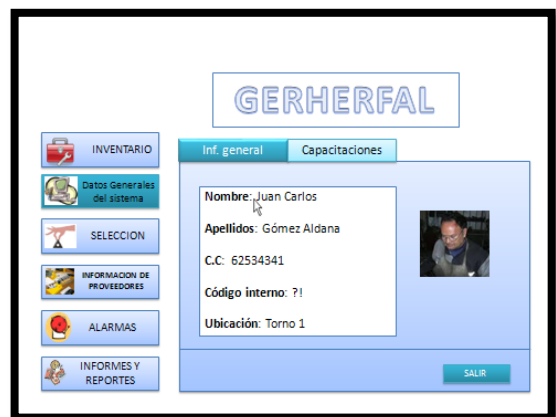 GERHERFAL
INVENTARIO
Datos Generales
del sistema
SELECCION
INFORMACION DE
PROVEEDORES
ALARMAS
INFORMES Y
REPORTES
Inf. general
Capacitaciones
Nombre: Juan Carlos
Apellidos: Gómez Aldana
C.C: 62534341
Código interno: ?!
Ubicación: Torno 1
SALIR